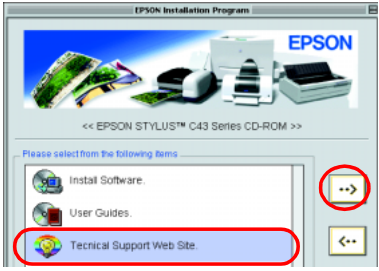 EPSON Installation Program
EPSON
<< EPSON STYLUS™ C43 Series CD-ROM >>
Please select from the following items
Install Software.
User Guides.
Tecnical Support Web Site.
-->
<--